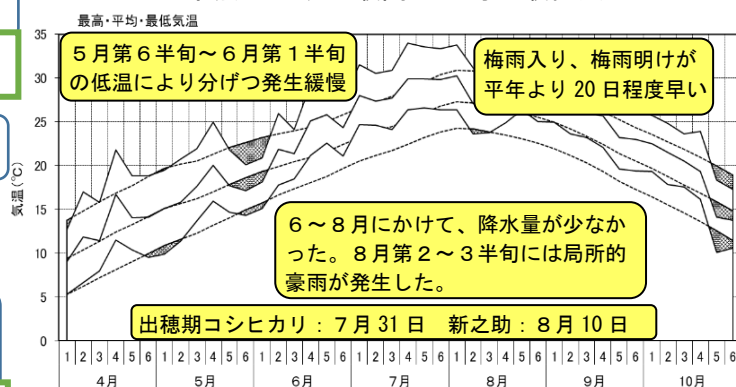 最高・平均・最低気温
35
30
25
20
15
10
5
0
気温(℃)
5月第6半旬～6月第1半旬
の低温により分げつ発生緩慢
梅雨入り、梅雨明けが
平年より20日程度早い
6～8月にかけて、降水量が少なか
った。8月第2～3半旬には局所的
豪雨が発生した。
出穂期コシヒカリ：7月31日　新之助：8月10日
1 2 3 4 5 6 1 2 3 4 5 6 1 2 3 4 5 6 1 2 3 4 5 6 1 2 3 4 5 6 1 2 3 4 5 6 1 2 3 4 5 6
4月 5月 6月 7月 8月 9月 10月